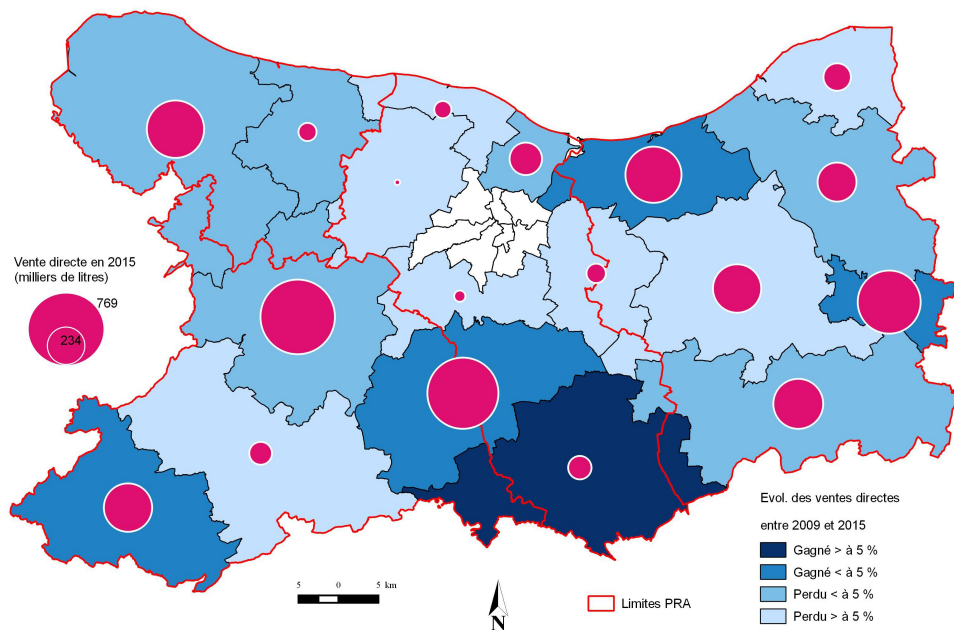 Vente directe en 2015
(milliers de litres)
769
234
5 0 5 km
N
Limites PRA
Evol. des ventes directes
entre 2009 et 2015
Gagné > à 5 %
Gagné < à 5 %
Perdu < à 5 %
Perdu > à 5 %